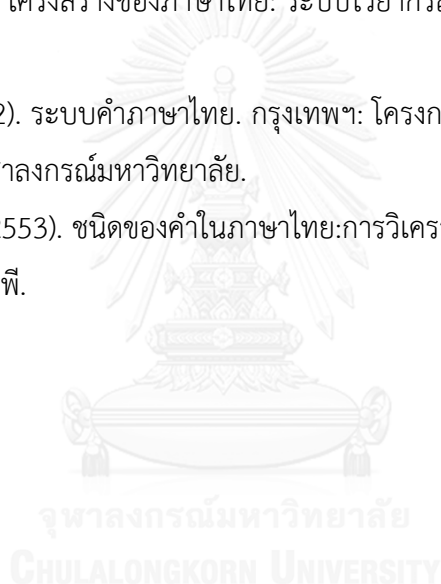 โครงสร้างของภาษาไทย: ระบบไวยากรณ์
2). ระบบคำภาษาไทย. กรุงเทพฯ: โครงก
าลงกรณ์มหาวิทยาลัย.
2553). ชนิดของคำในภาษาไทย:การวิเครา
พี.
จุฬาลงกรณ์มหาวิทยาลัย
CHULALONGKORN UNIVERSITY